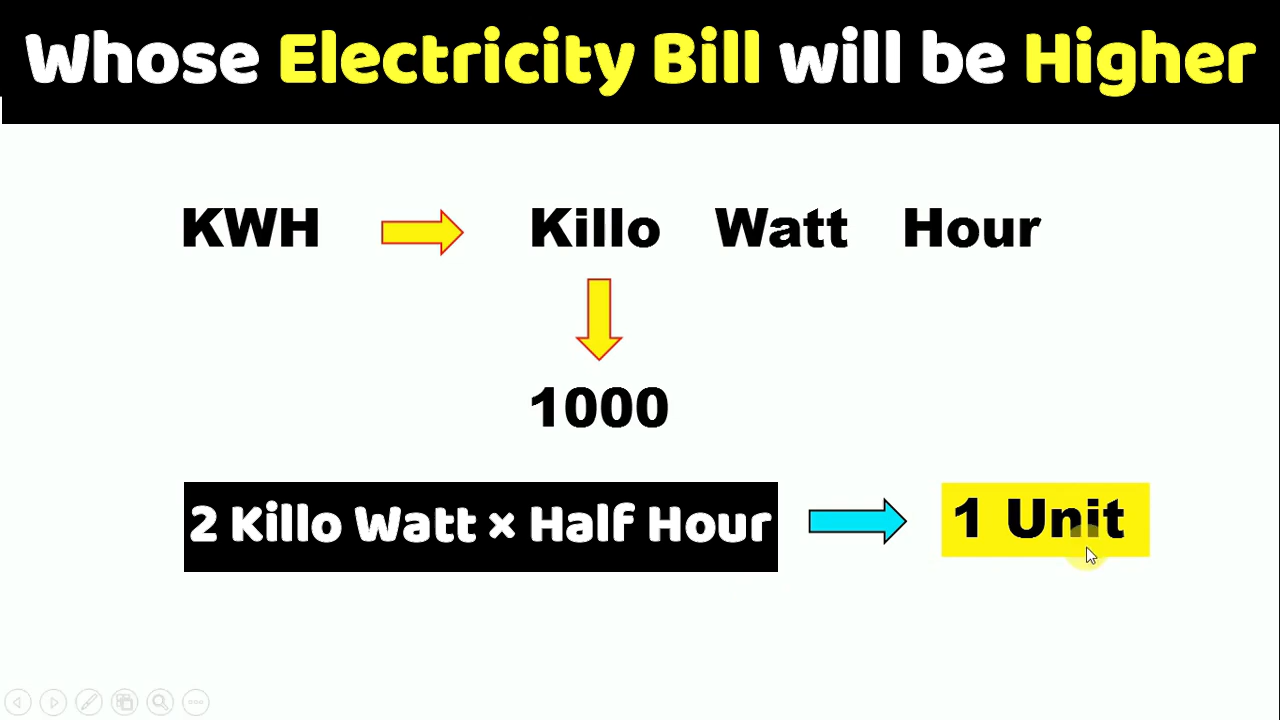 Whose Electricity Bill will be Higher
KWH Killo Watt Hour
1000
2 Killo Watt × Half Hour 1 Unit